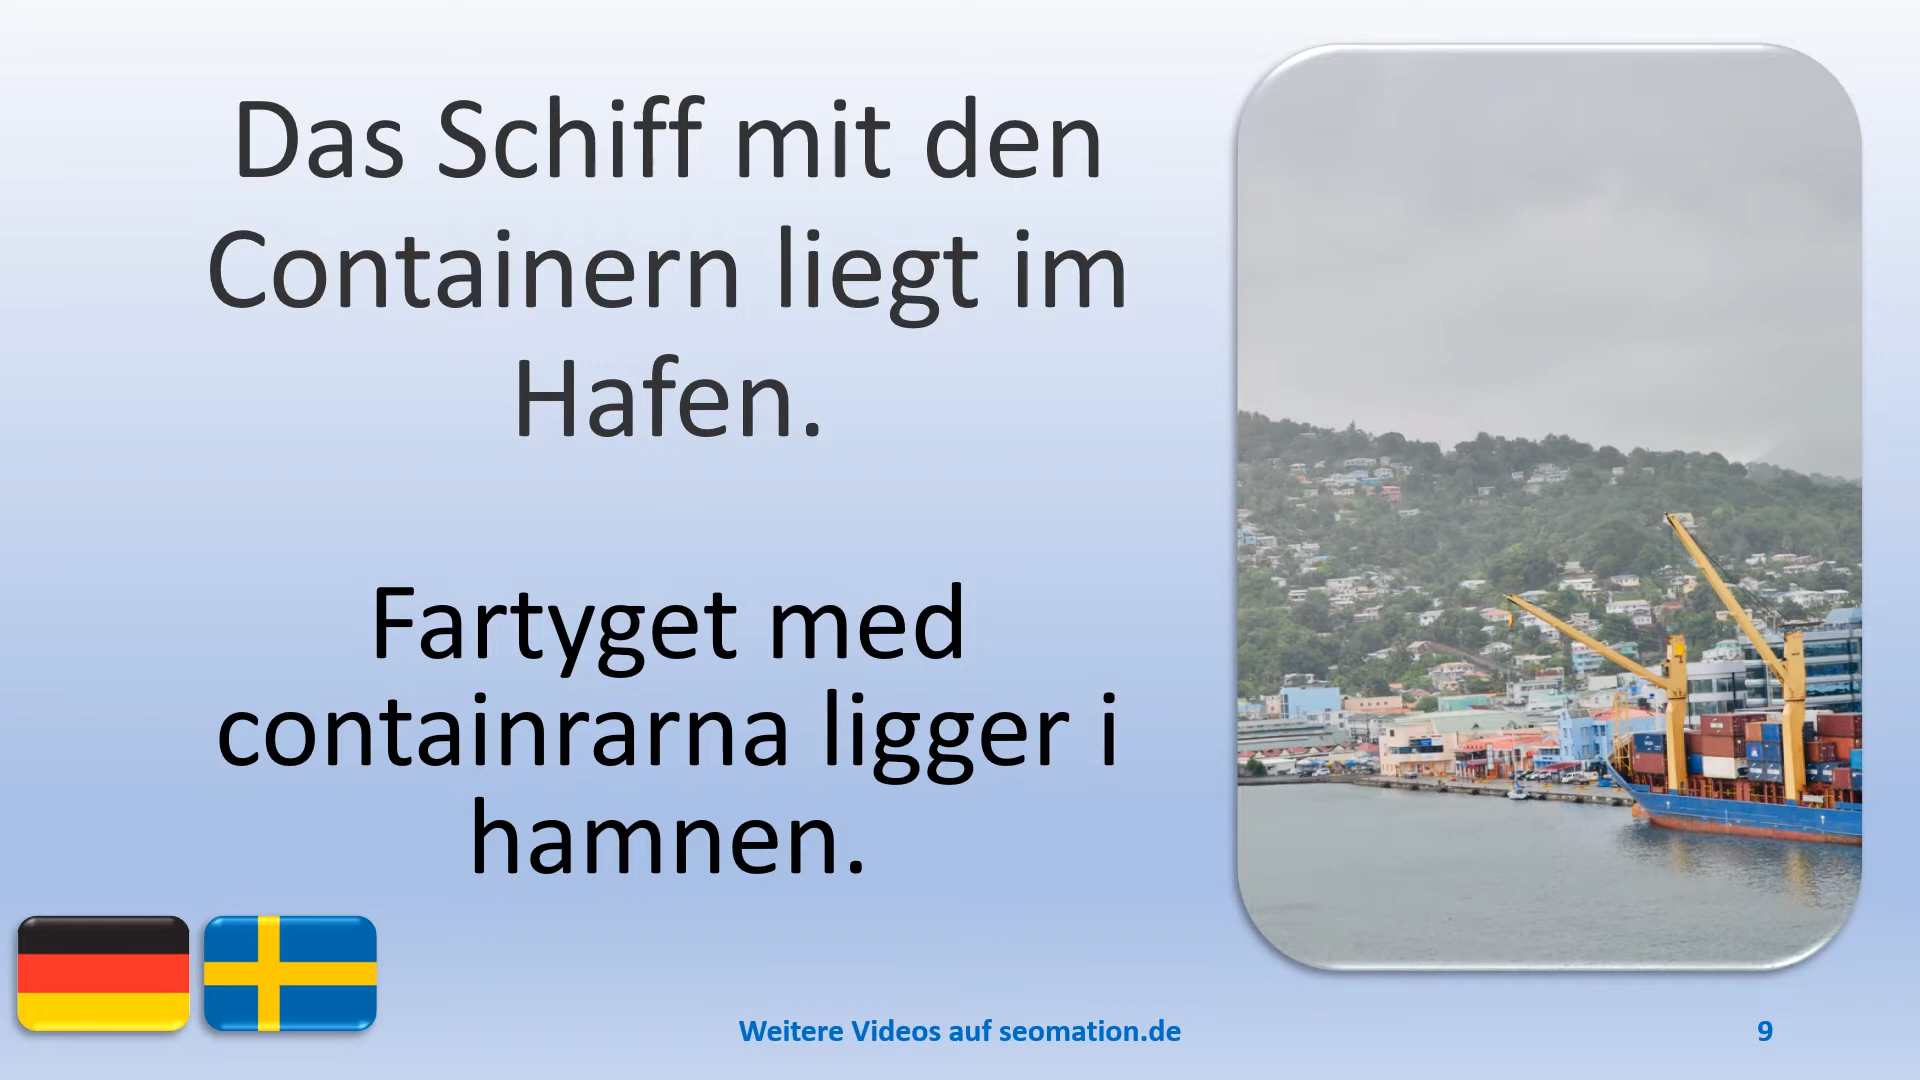 Das Schiff mit den
Containern liegt im
Hafen.
Fartyget med
containrarna ligger i
hamnen.
Weitere Videos auf seomation.de
9